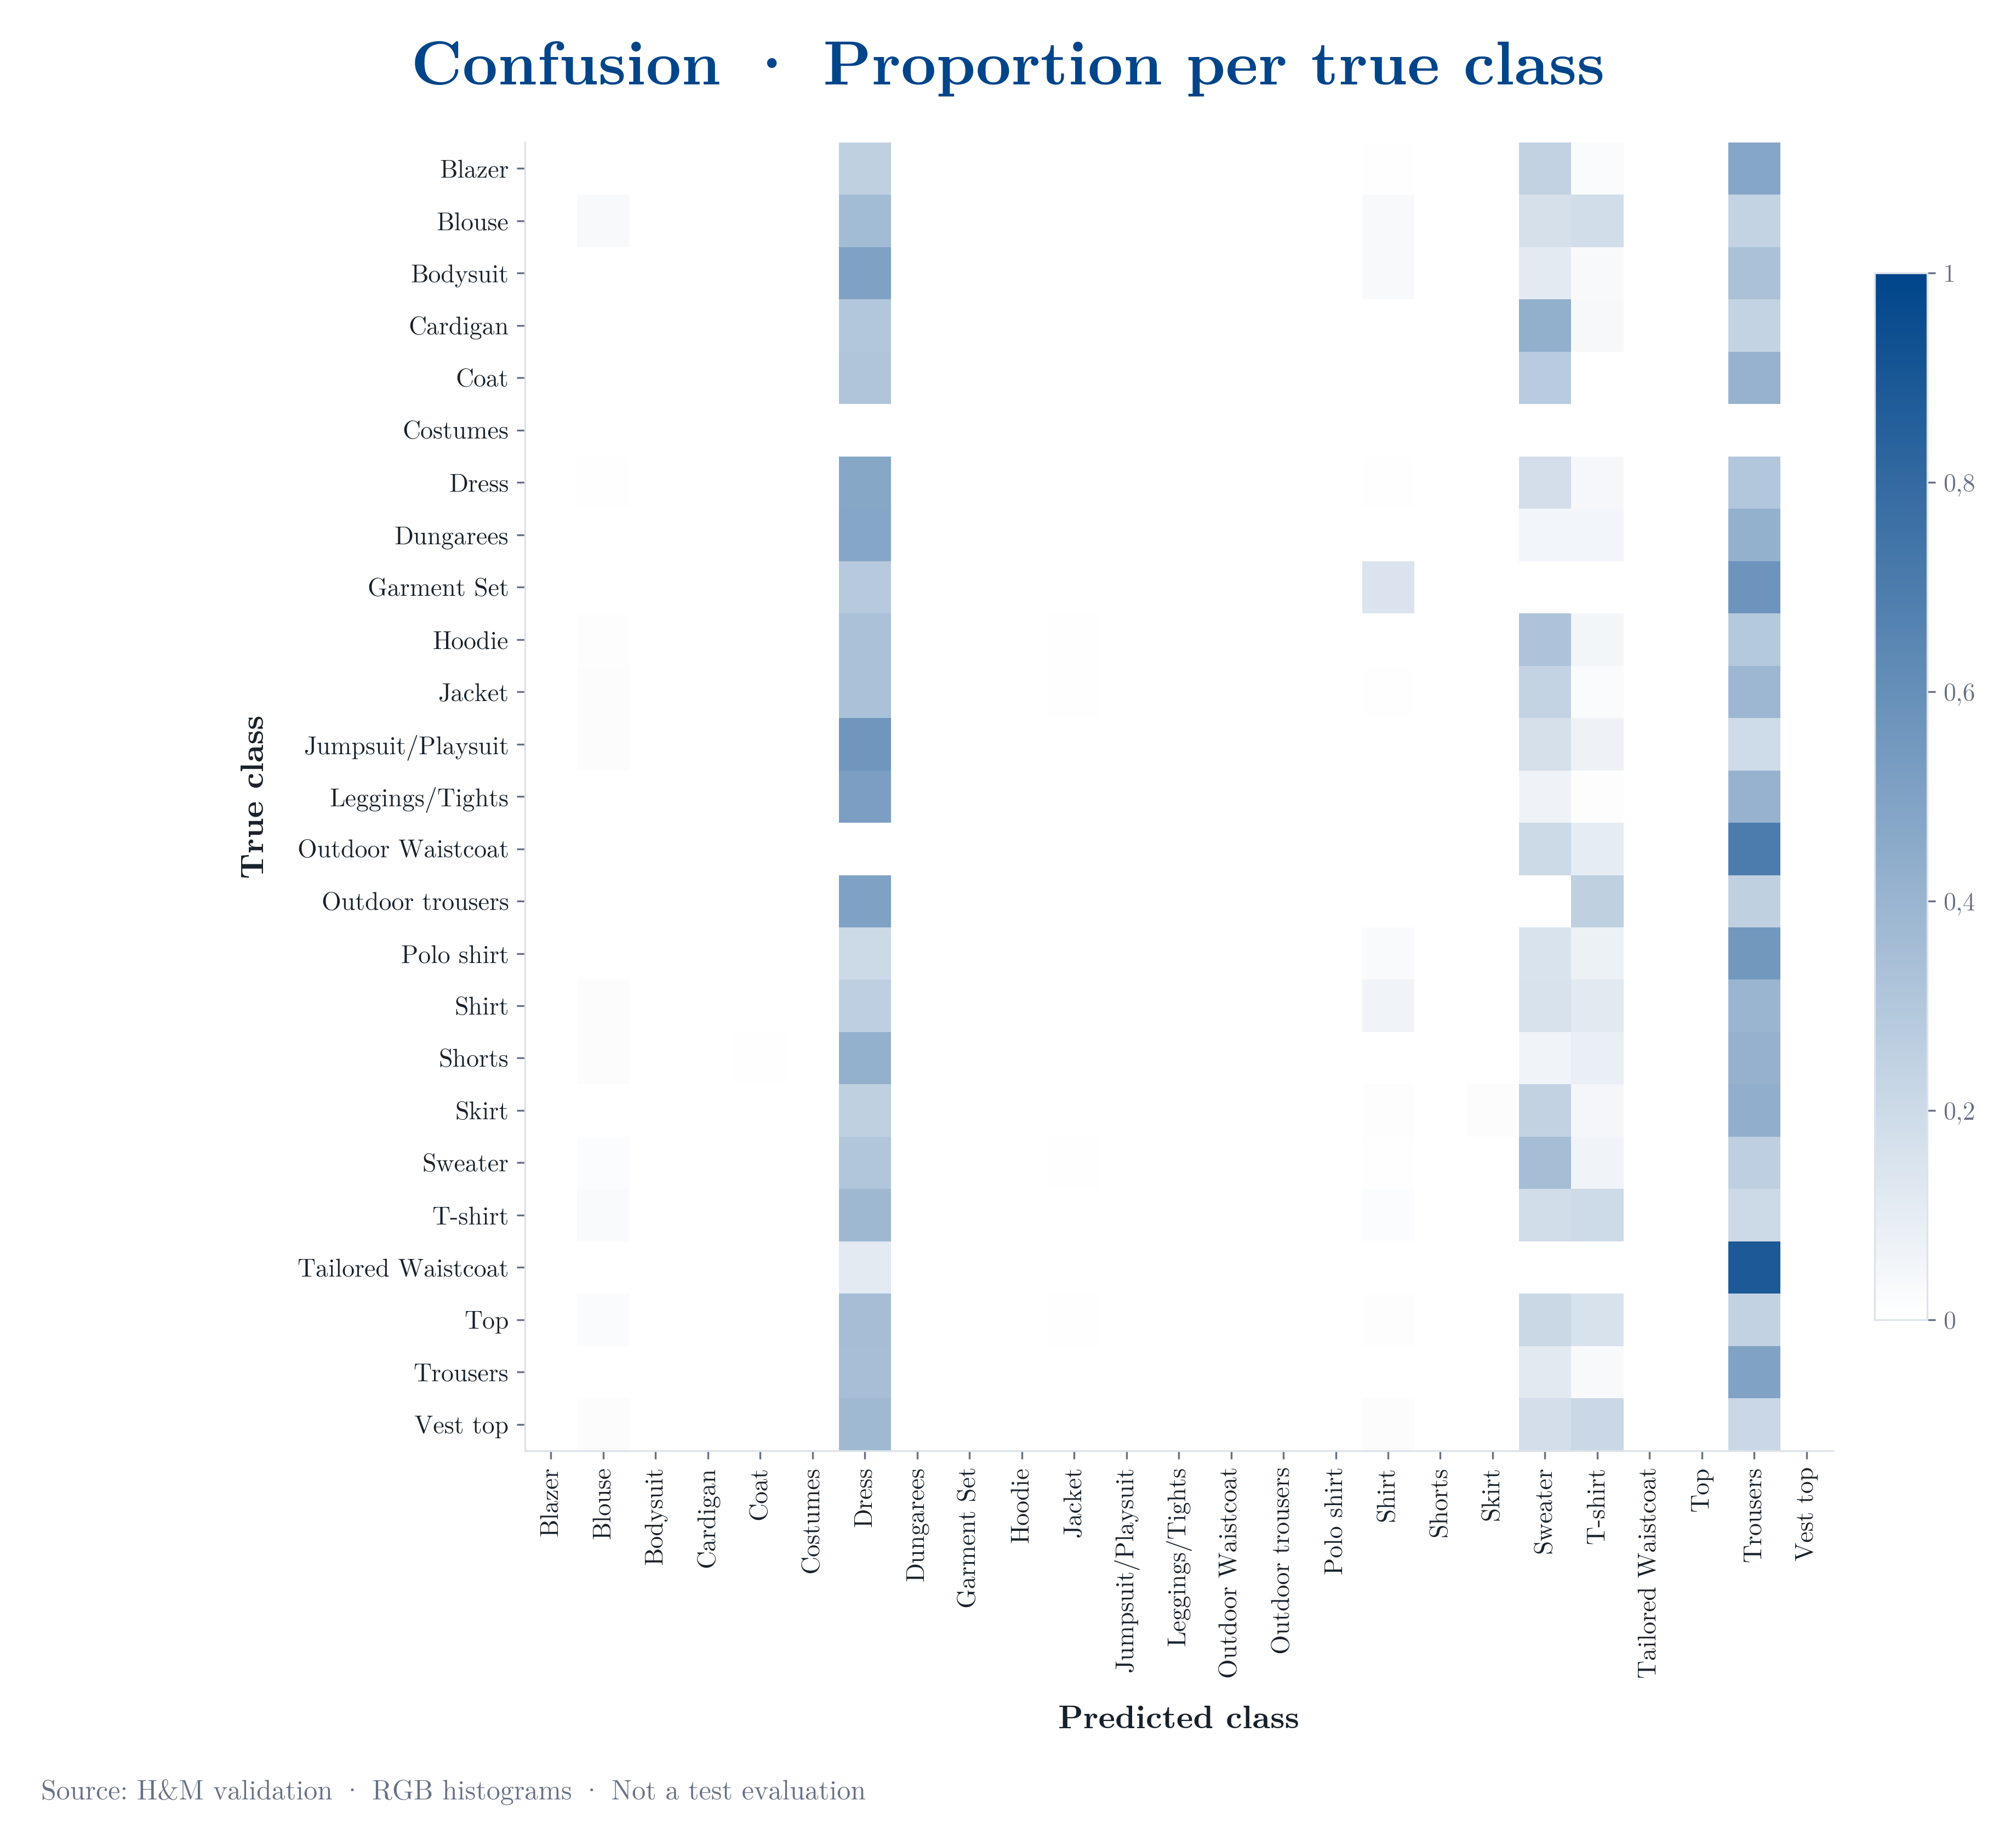 Confusion · Proportion per true class
True class
Blazer
Blouse
Bodysuit
Cardigan
Coat
Costumes
Dress
Dungarees
Garment Set
Hoodie
Jacket
Jumpsuit/Playsuit
Leggings/Tights
Outdoor Waistcoat
Outdoor trousers
Polo shirt
Shirt
Shorts
Skirt
Sweater
T-shirt
Tailored Waistcoat
Top
Trousers
Vest top
1
0,8
0,6
0,4
0,2
0
Blazer
Blouse
Bodysuit
Cardigan
Coat
Costumes
Dress
Dungarees
Garment Set
Hoodie
Jacket
Jumpsuit/Playsuit
Leggings/Tights
Outdoor Waistcoat
Outdoor trousers
Polo shirt
Shirt
Shorts
Skirt
Sweater
T-shirt
Tailored Waistcoat
Top
Trousers
Vest top
Predicted class
Source: H&M validation · RGB histograms · Not a test evaluation